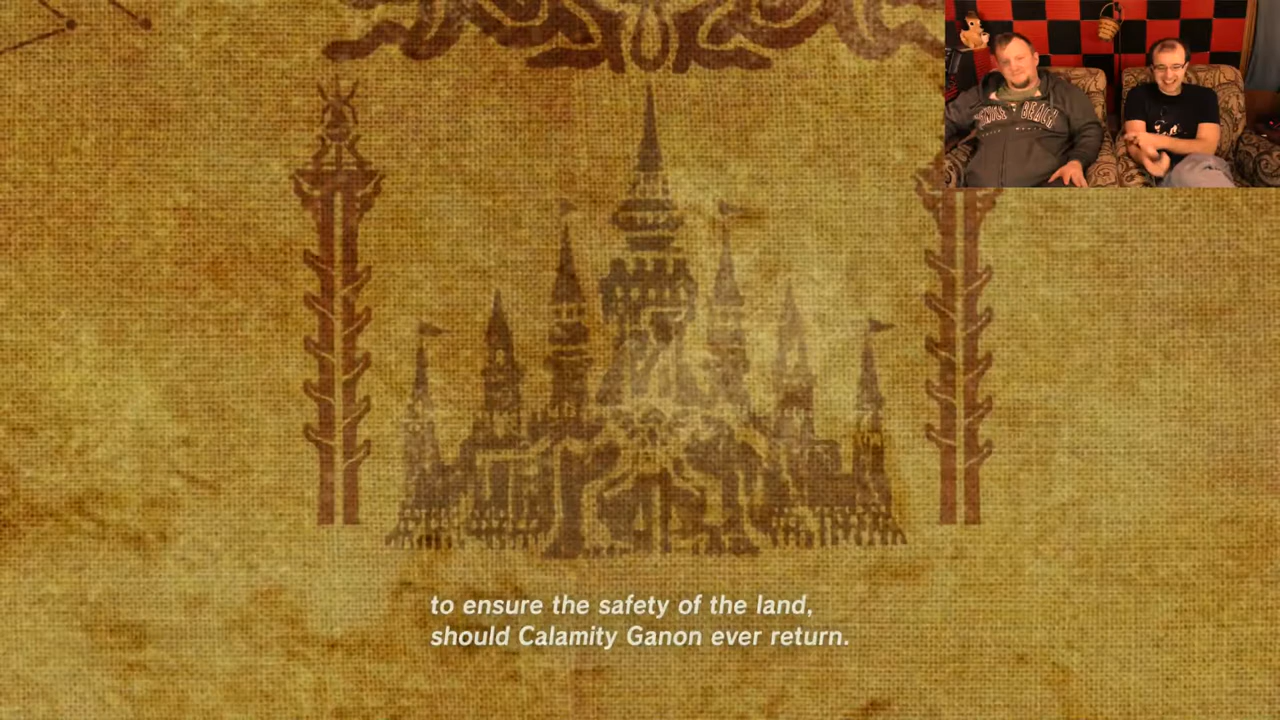 to ensure the safety of the land,
should Calamity Ganon ever return.